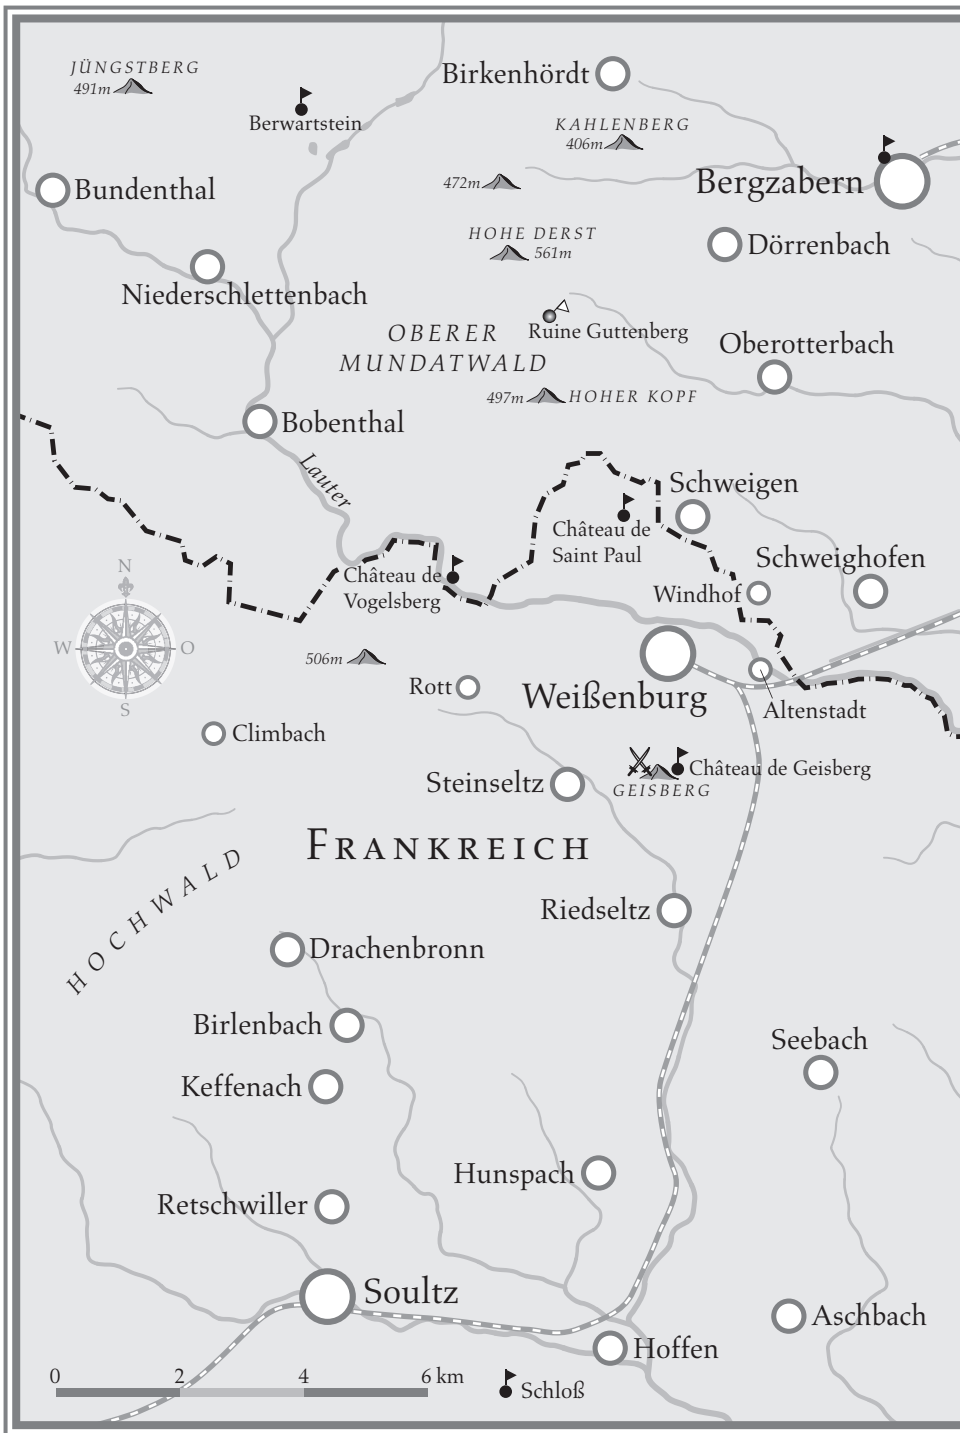 JÜNGSTBERG
491m
Birkenhördt
Berwartstein
KAHLENBERG
406m
Bundenthal
472m
Bergzabern
HOHE DERST
561m
Dörrenbach
Niederschlettenbach
OBERER
MUNDATWALD
Ruine Guttenberg
Oberotterbach
497m HOHER KOPF
Bobenthal
Lauter
Schweigen
Château de
Saint Paul
Schweighofen
N
W
O
S
Château de
Vogelsberg
Windhof
506m
Rott
Weißenburg
Altenstadt
Climbach
Steinseltz
Château de Geisberg
GEISBERG
FRANKREICH
HOCHWALD
Riedseltz
Drachenbronn
Birlenbach
Seebach
Keffenach
Hunspach
Retschwiller
Soultz
Aschbach
Hoffen
0 2 4 6 km
Schloß